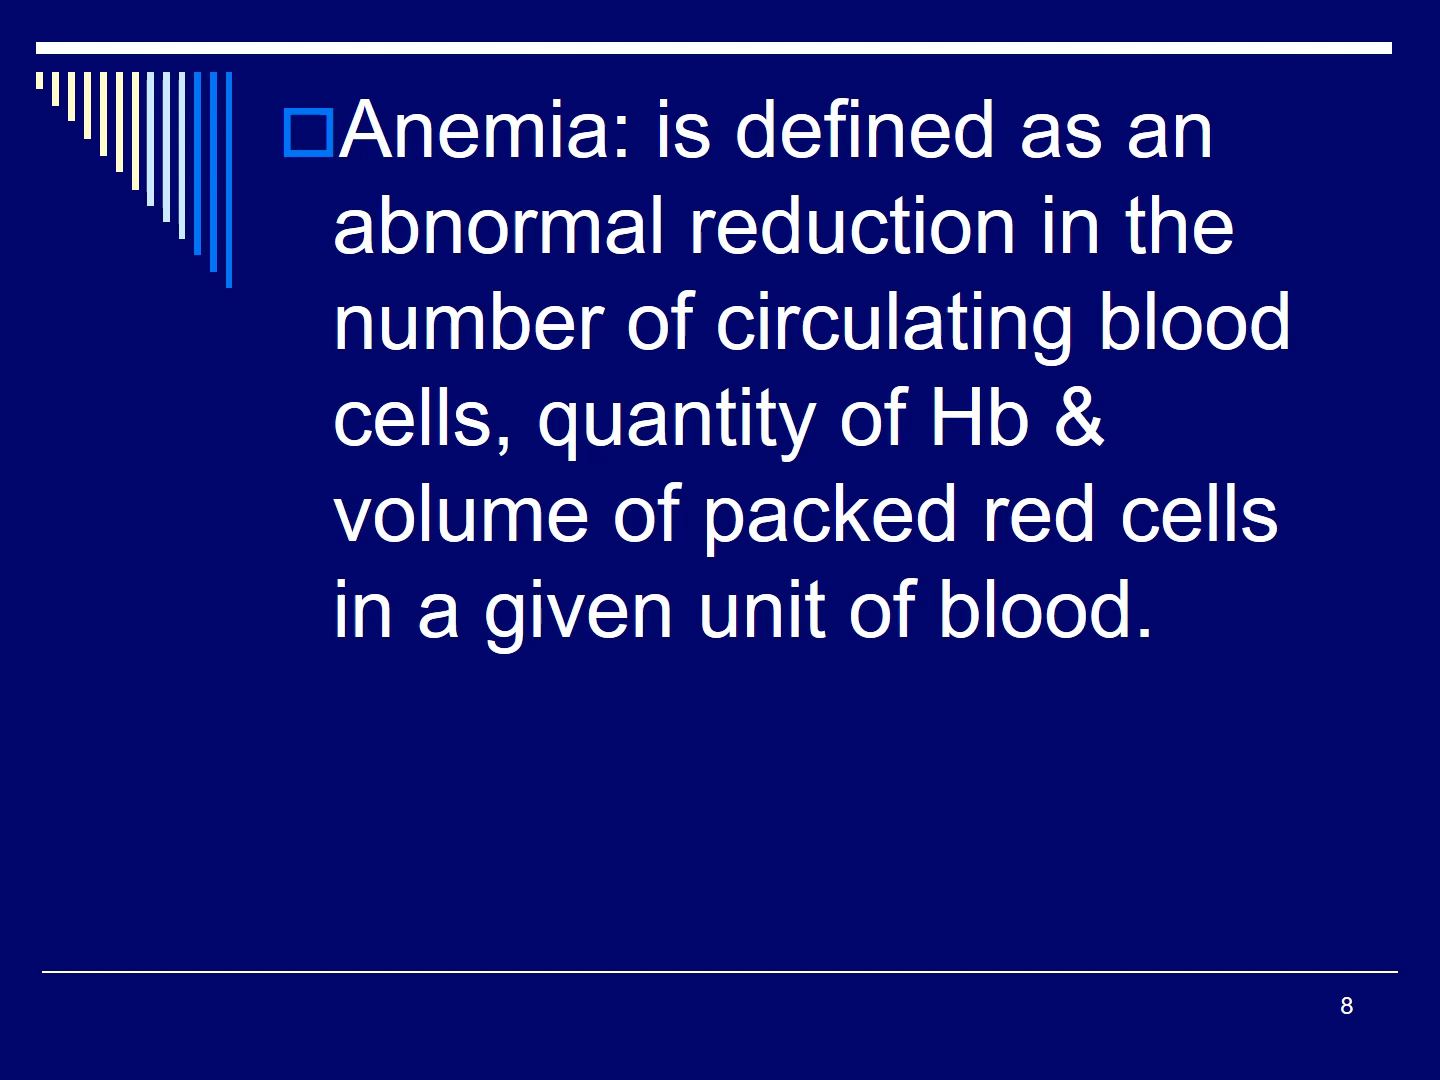 Anemia: is defined as an
abnormal reduction in the
number of circulating blood
cells, quantity of Hb &
volume of packed red cells
in a given unit of blood.
8